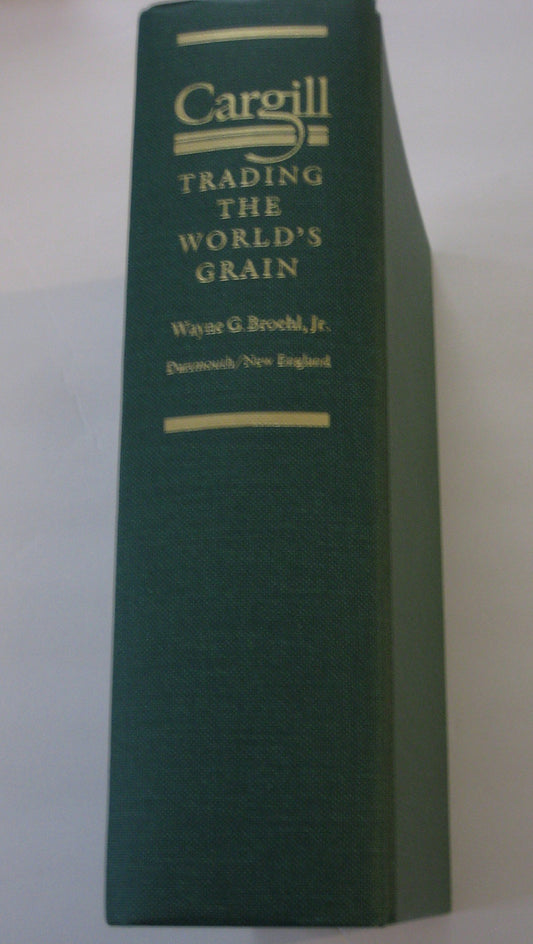 Cargill
TRADING
THE
WORLD'S
GRAIN
Wayne G. Broehl, Jr.
Dartmouth/New England